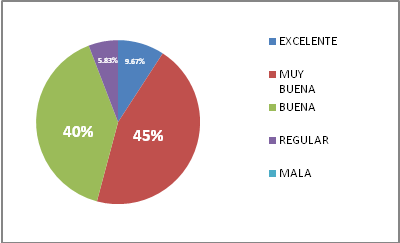 5.83%
9.67%
40%
45%
EXCELENTE
MUY
BUENA
BUENA
REGULAR
MALA